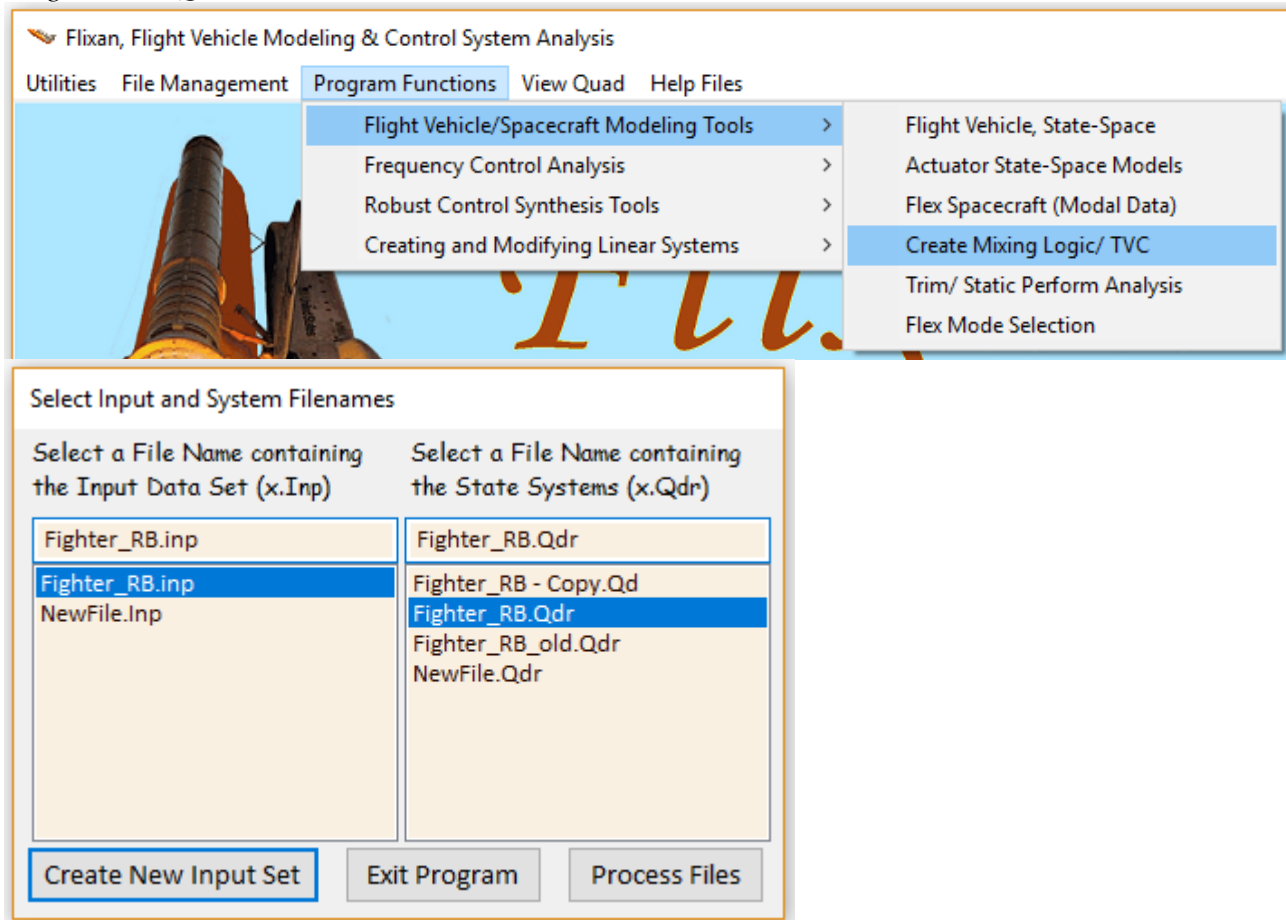 Flixan, Flight Vehicle Modeling & Control System Analysis
Utilities File Management Program Functions View Quad Help Files
Flight Vehicle/Spacecraft Modeling Tools >
Frequency Control Analysis >
Robust Control Synthesis Tools >
Creating and Modifying Linear Systems >
Flight Vehicle, State-Space
Actuator State-Space Models
Flex Spacecraft (Modal Data)
Create Mixing Logic/ TVC
Trim/ Static Perform Analysis
Flex Mode Selection
Select Input and System Filenames
Select a File Name containing
the Input Data Set (x.Inp)
Fighter_RB.inp
Fighter_RB.inp
NewFile.Inp
Select a File Name containing
the State Systems (x.Qdr)
Fighter_RB.Qdr
Fighter_RB - Copy.Qd
Fighter_RB.Qdr
Fighter_RB_old.Qdr
NewFile.Qdr
Create New Input Set Exit Program Process Files